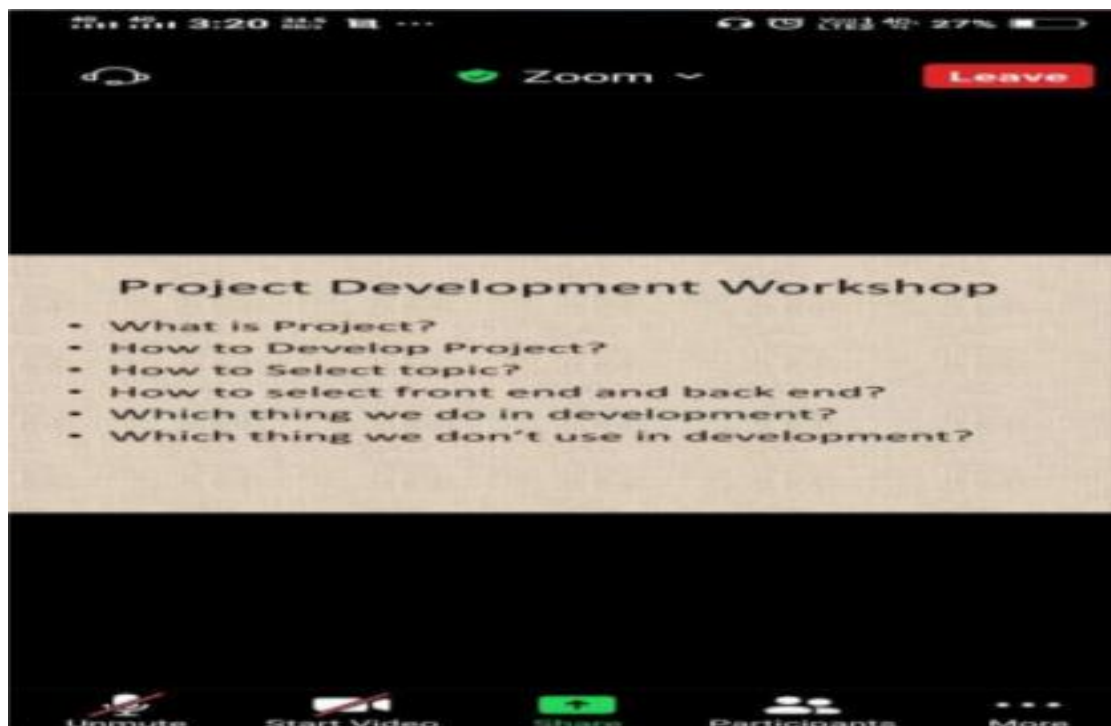 3:20 ... 27%
Zoom
Leave
Project Development Workshop
• What is Project?
• How to Develop Project?
• How to Select topic?
• How to select front end and back end?
• Which thing we do in development?
• Which thing we don't use in development?
Unmute Start Video Share Participants More